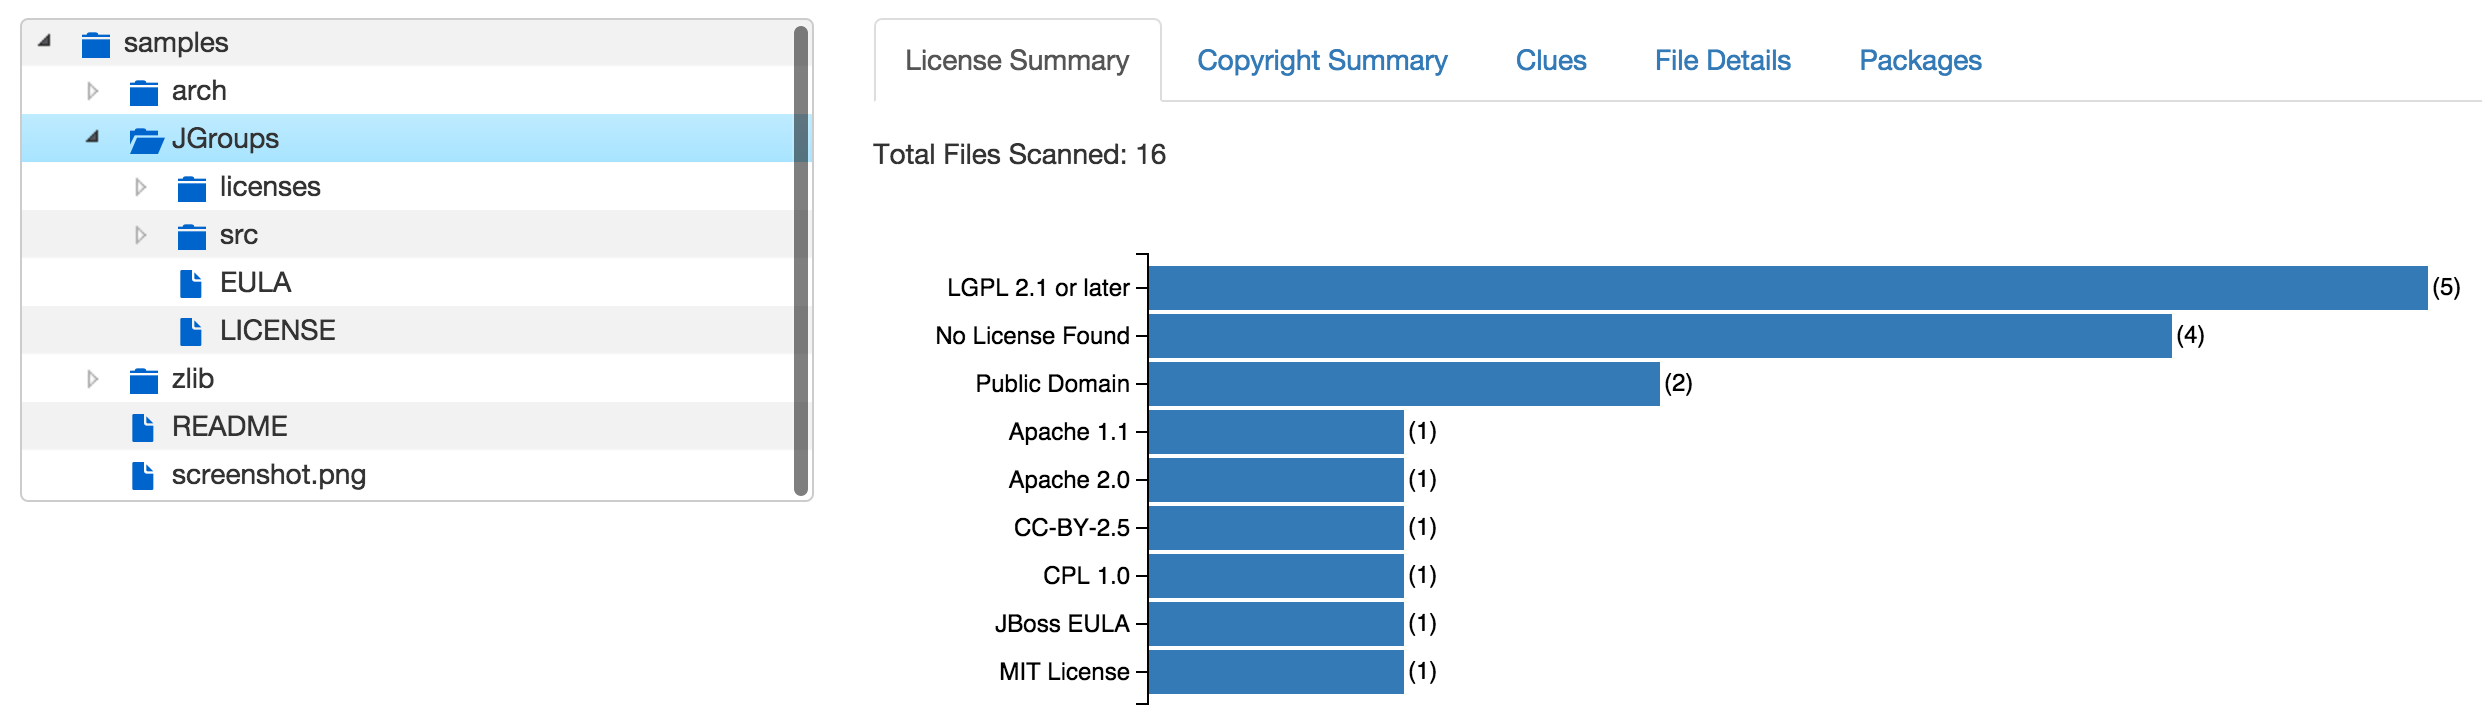 samples
arch
JGroups
licenses
src
EULA
LICENSE
zlib
README
screenshot.png
License Summary
Copyright Summary
Clues
File Details
Packages
Total Files Scanned: 16
LGPL 2.1 or later (5)
No License Found (4)
Public Domain (2)
Apache 1.1 (1)
Apache 2.0 (1)
CC-BY-2.5 (1)
CPL 1.0 (1)
JBoss EULA (1)
MIT License (1)